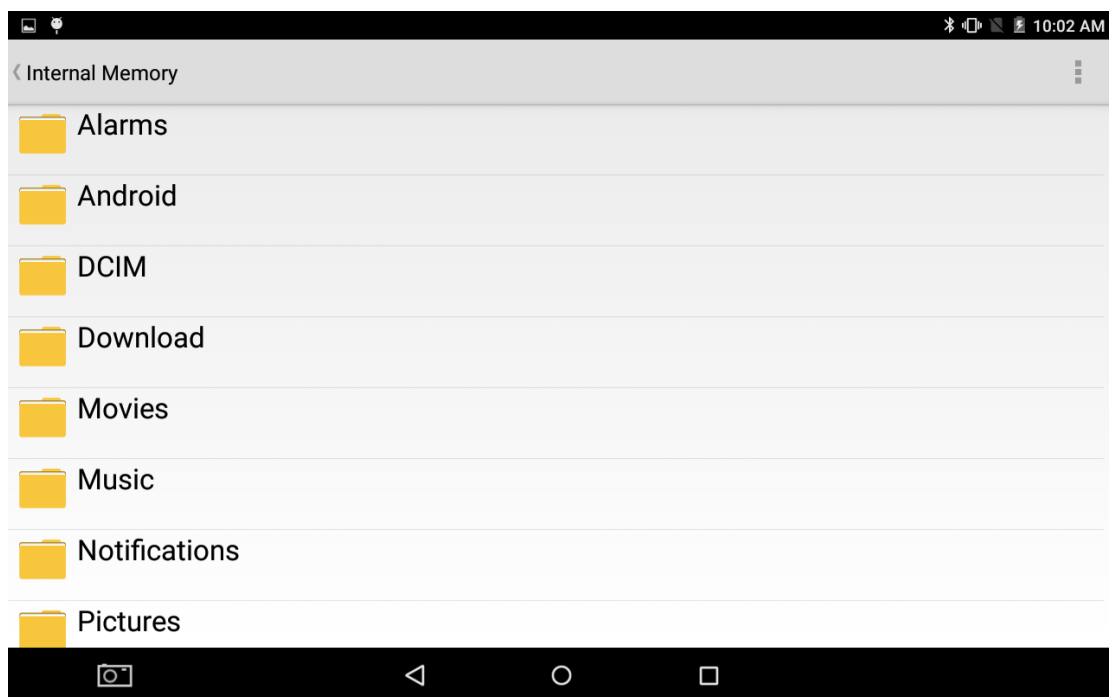 10:02 AM
Internal Memory
Alarms
Android
DCIM
Download
Movies
Music
Notifications
Pictures